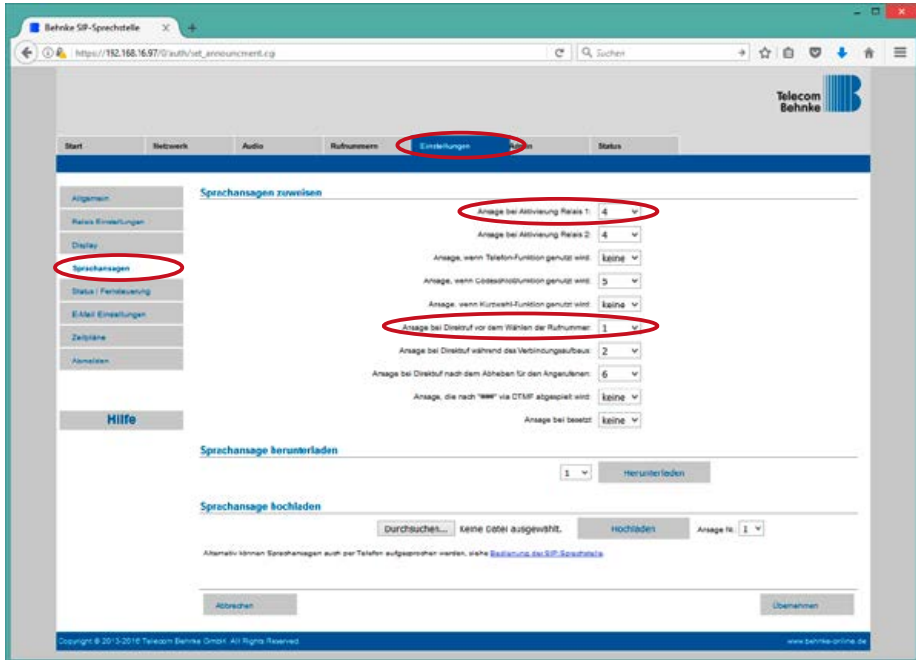 Behnke SIP-Sprechstelle
https://192.168.16.97/0/auth/set_announcment.cgi
Suchen
Telecom
Behnke
Start Netzwerk Audio Rufnummern Einstellungen Admin Status
Allgemein
Relais Einstellungen
Display
Sprachansagen
Status / Fernsteuerung
E-Mail Einstellungen
Zeitpläne
Abmelden
Hilfe
Sprachansagen zuweisen
Ansage bei Aktivierung Relais 1: 4
Ansage bei Aktivierung Relais 2: 4
Ansage, wenn Telefon-Funktion genutzt wird: keine
Ansage, wenn Codeschloßfunktion genutzt wird: 5
Ansage, wenn Kurzwahl-Funktion genutzt wird: keine
Ansage bei Direktruf vor dem Wählen der Rufnummer: 1
Ansage bei Direktruf während des Verbindungsaufbaus: 2
Ansage bei Direktruf nach dem Abheben für den Angerufenen: 6
Ansage, die nach "###" via DTMF abgespielt wird: keine
Ansage bei besetzt: keine
Sprachansage herunterladen
1 Herunterladen
Sprachansage hochladen
Durchsuchen... Keine Datei ausgewählt. Hochladen Ansage Nr.: 1
Alternativ können Sprachansagen auch per Telefon aufgesprochen werden, siehe Bedienung der SIP-Sprechstelle.
Abbrechen Übernehmen
Copyright © 2013-2016 Telecom Behnke GmbH. All Rights Reserved. www.behnke-online.de